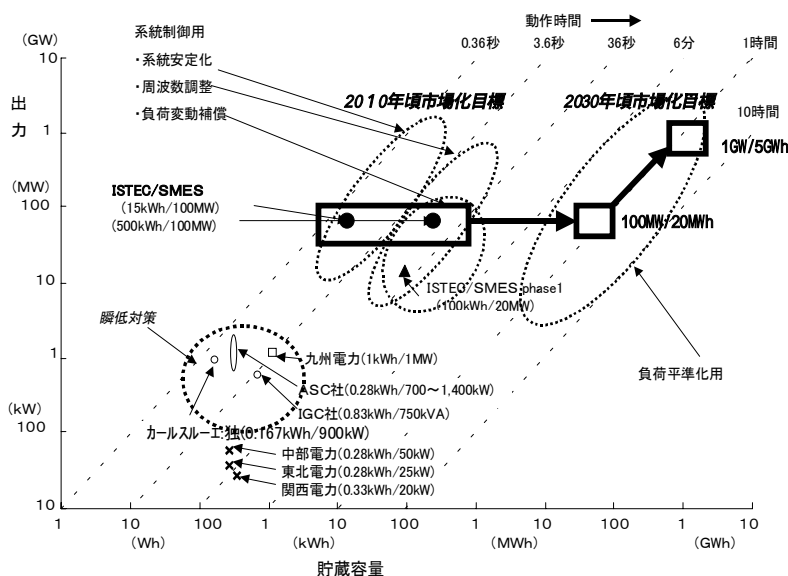 (GW)
系統制御用
・系統安定化
・周波数調整
・負荷変動補償
動作時間
0.36秒 3.6秒 36秒 6分 1時間
10時間
10
出
力
1
(MW)
100
10
1
(kW)
100
10
2010年頃市場化目標
2030年頃市場化目標
1GW/5GWh
ISTEC/SMES
(15kWh/100MW)
(500kWh/100MW)
100MW/20MWh
ISTEC/SMES phase1
(100kWh/20MW)
瞬低対策
負荷平準化用
九州電力(1kWh/1MW)
ASC社(0.28kWh/700～1,400kW)
IGC社(0.83kWh/750kVA)
カールスルーエ:独(0.167kWh/900kW)
中部電力(0.28kWh/50kW)
東北電力(0.28kWh/25kW)
関西電力(0.33kWh/20kW)
1 10 100 1 10 100 1 10 100 1 10
(Wh) (kWh) (MWh) (GWh)
貯蔵容量